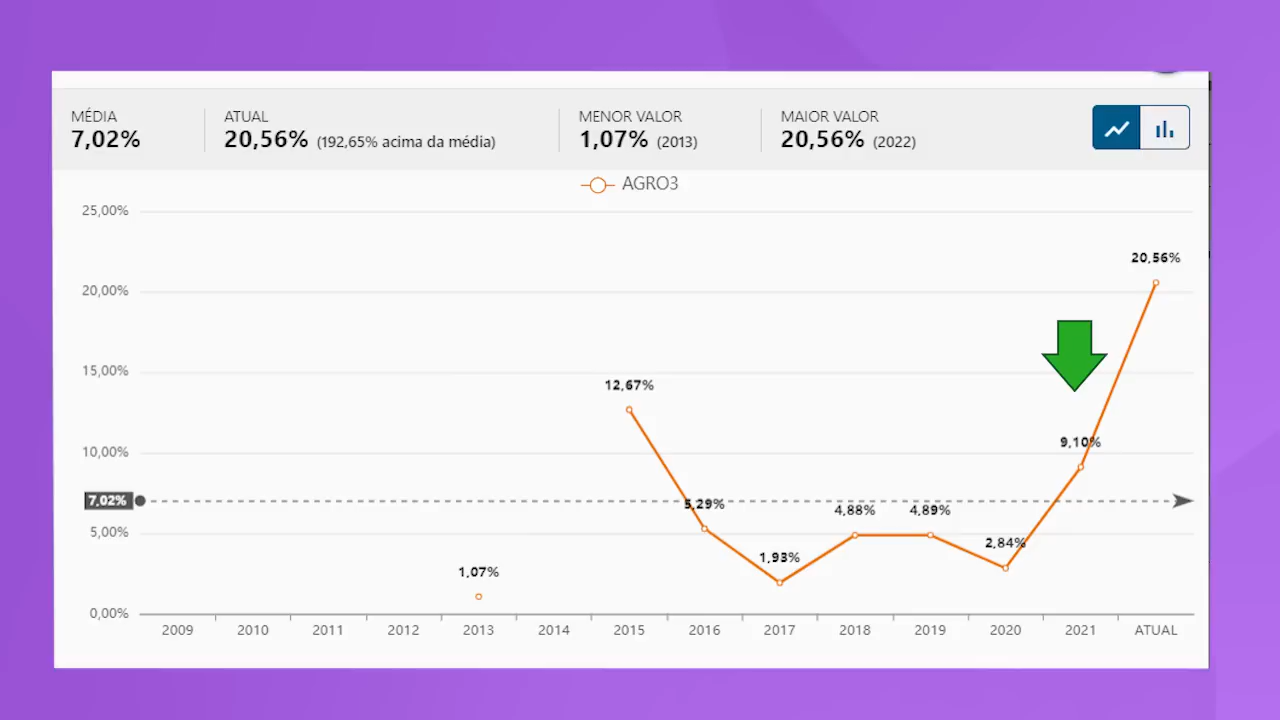 MÉDIA
7,02%
ATUAL
20,56% (192,65% acima da média)
MENOR VALOR
1,07% (2013)
MAIOR VALOR
20,56% (2022)
AGRO3
25,00%
20,00%
15,00%
10,00%
7,02%
5,00%
0,00%
1,07%
12,67%
5,29%
1,93%
4,88%
4,89%
2,84%
9,10%
20,56%
2009 2010 2011 2012 2013 2014 2015 2016 2017 2018 2019 2020 2021 ATUAL